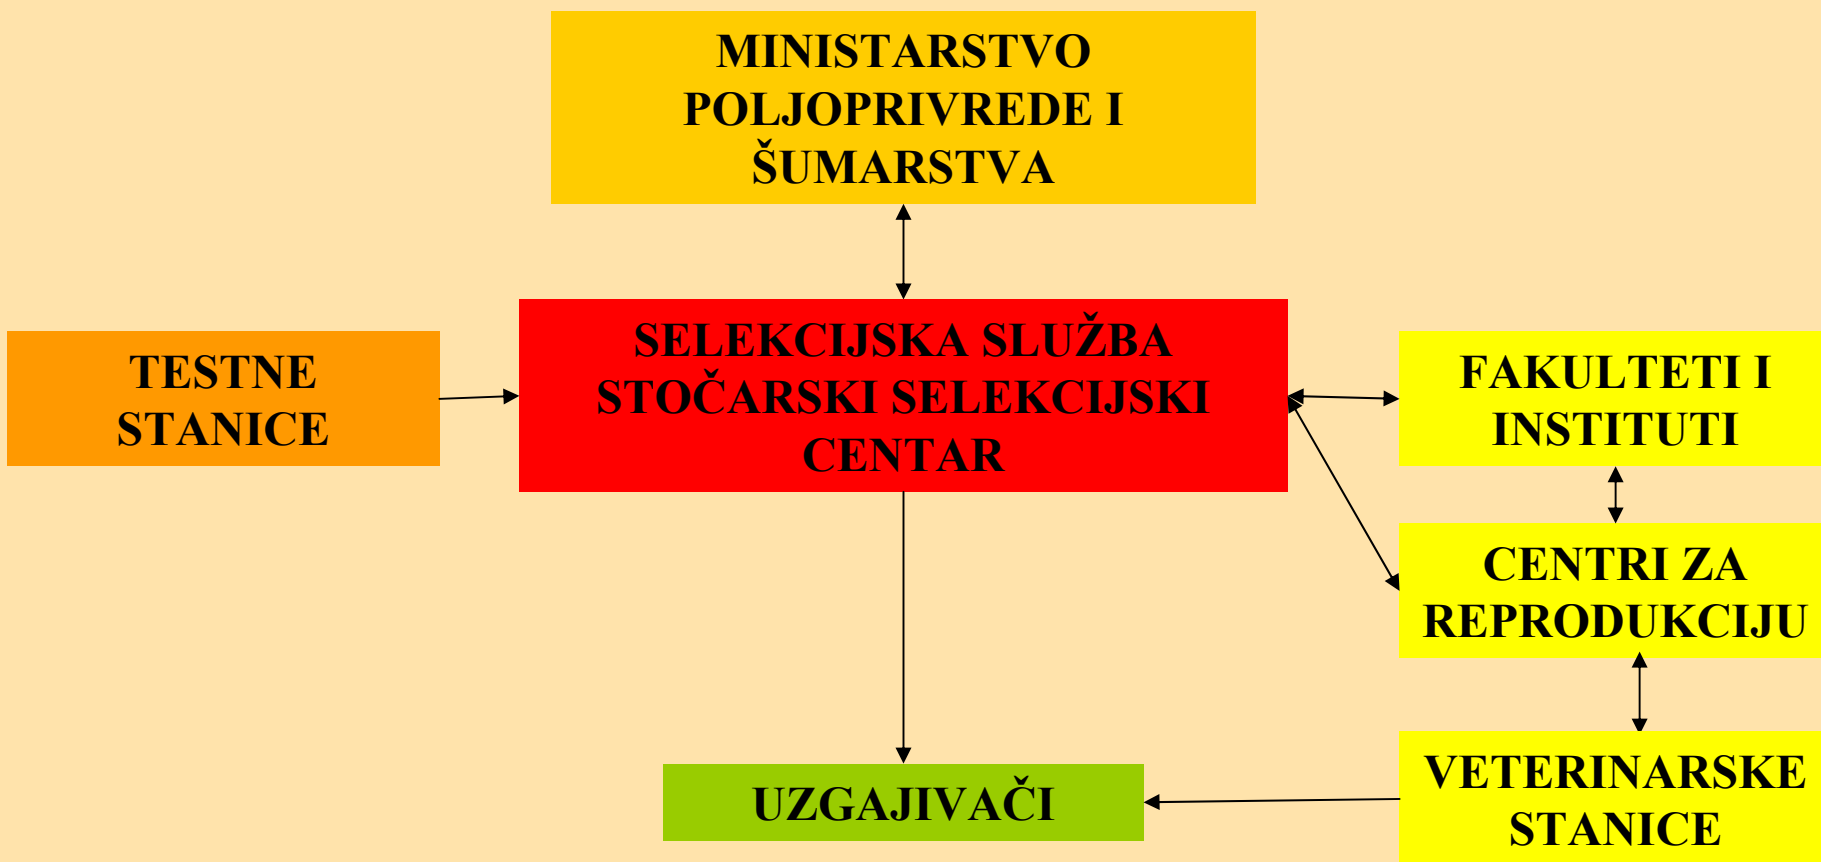 MINISTARSTVO
POLJOPRIVREDE I
ŠUMARSTVA
TESTNE
STANICE
SELEKCIJSKA SLUŽBA
STOČARSKI SELEKCIJSKI
CENTAR
FAKULTETI I
INSTITUTI
CENTRI ZA
REPRODUKCIJU
UZGAJIVAČI
VETERINARSKE
STANICE